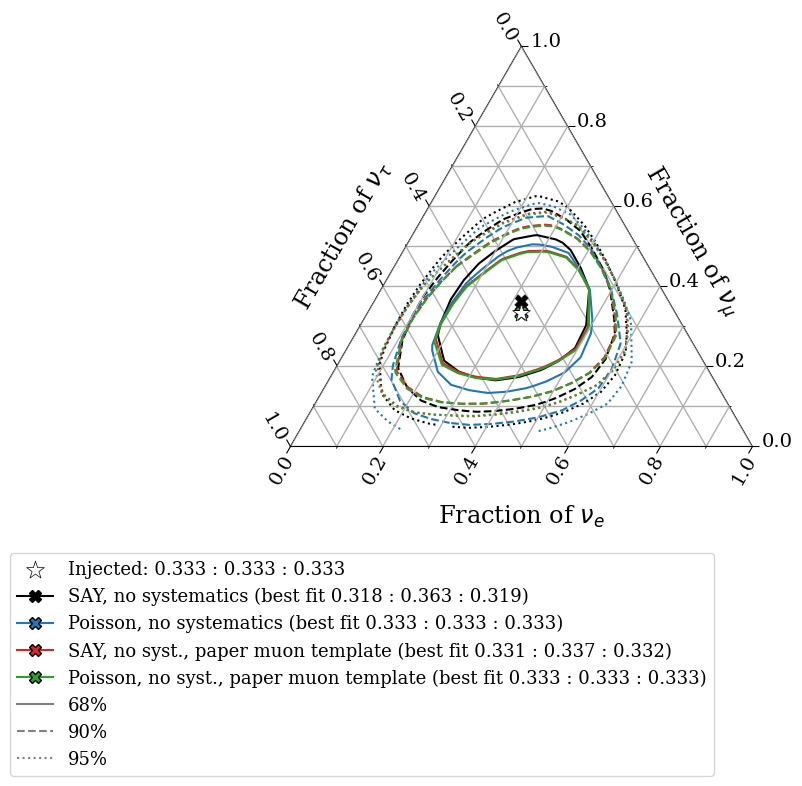 0.0
1.0
0.2
0.8
Fraction of ντ
Fraction of νμ
0.4
0.6
0.6
0.4
0.8
0.2
1.0
0.0
0.0
0.2
0.4
0.6
0.8
1.0
Fraction of νe
Injected: 0.333 : 0.333 : 0.333
SAY, no systematics (best fit 0.318 : 0.363 : 0.319)
Poisson, no systematics (best fit 0.333 : 0.333 : 0.333)
SAY, no syst., paper muon template (best fit 0.331 : 0.337 : 0.332)
Poisson, no syst., paper muon template (best fit 0.333 : 0.333 : 0.333)
68%
90%
95%